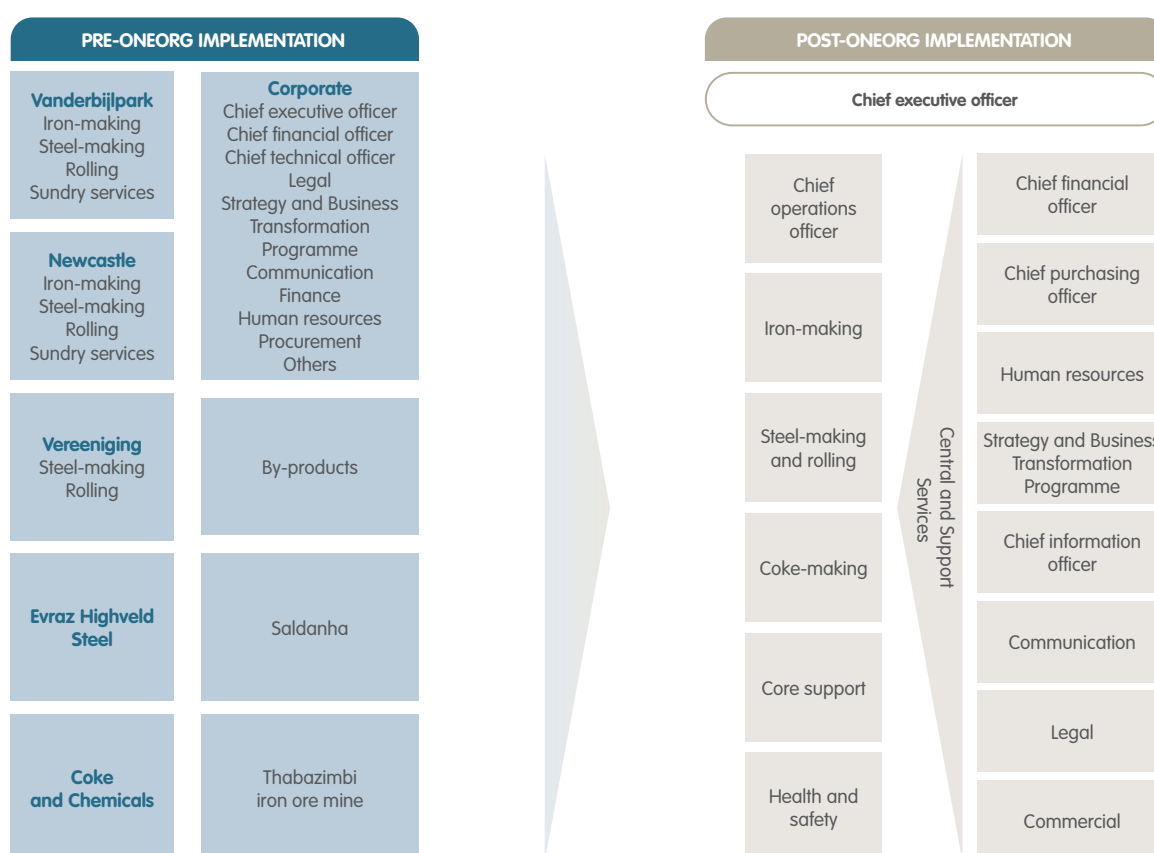 PRE-ONEORG IMPLEMENTATION
Vanderbijlpark
Iron-making
Steel-making
Rolling
Sundry services
Newcastle
Iron-making
Steel-making
Rolling
Sundry services
Vereeniging
Steel-making
Rolling
Evraz Highveld
Steel
Coke
and Chemicals
Corporate
Chief executive officer
Chief financial officer
Chief technical officer
Legal
Strategy and Business
Transformation
Programme
Communication
Finance
Human resources
Procurement
Others
By-products
Saldanha
Thabazimbi
iron ore mine
POST-ONEORG IMPLEMENTATION
Chief executive officer
Chief
operations
officer
Iron-making
Steel-making
and rolling
Coke-making
Core support
Health and
safety
Central and Support
Services
Chief financial
officer
Chief purchasing
officer
Human resources
Strategy and Business
Transformation
Programme
Chief information
officer
Communication
Legal
Commercial